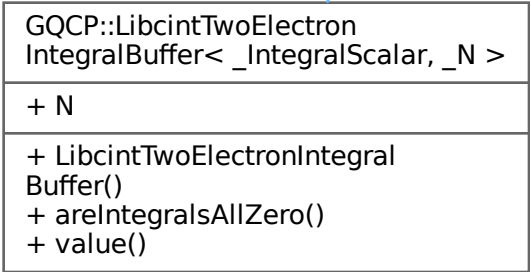 GQCP::LibcintTwoElectron
IntegralBuffer< _IntegralScalar, _N >
+ N
+ LibcintTwoElectronIntegral
Buffer()
+ areIntegralsAllZero()
+ value()